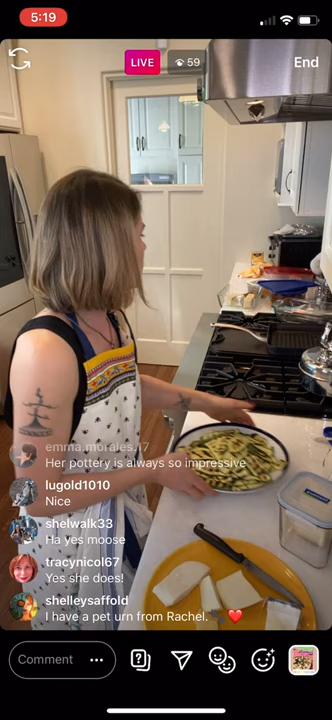 5:19
LIVE
59
End
emma.morales.17
Her pottery is always so impressive
lugold1010
Nice
shelwalk33
Ha yes moose
tracynicol67
Yes she does!
shelleysaffold
I have a pet urn from Rachel.
Comment